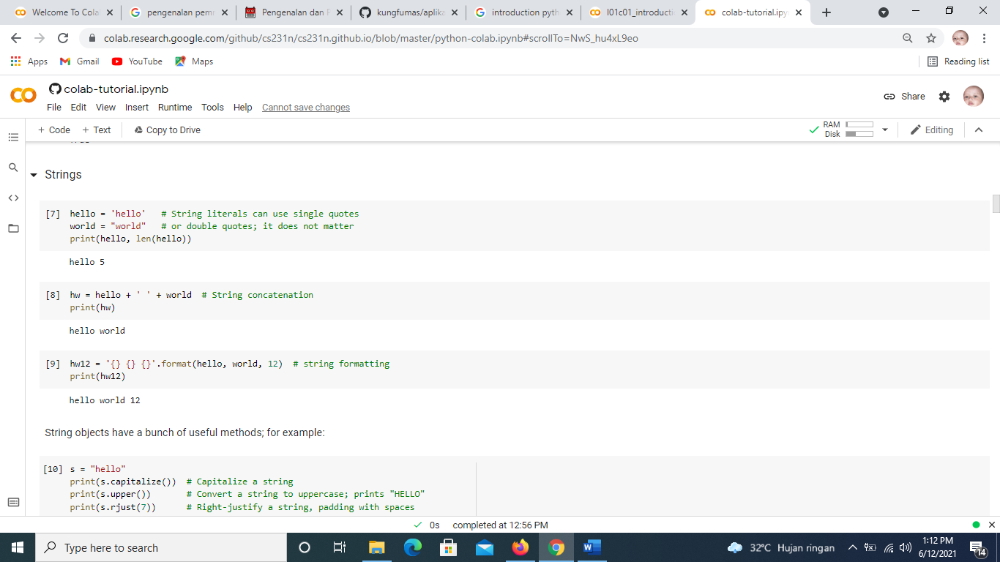 Welcome To Cola
pengenalan pemr
Pengenalan dan P
kungfumas/aplika
introduction pyth
l01c01_introducti
colab-tutorial.ipy
colab.research.google.com/github/cs231n/cs231n.github.io/blob/master/python-colab.ipynb#scrollTo=NwS_hu4xL9eo
Apps Gmail YouTube Maps Reading list
colab-tutorial.ipynb
File Edit View Insert Runtime Tools Help Cannot save changes
Share
+ Code + Text Copy to Drive
RAM
Disk
Editing
Strings
[7] hello = 'hello'   # String literals can use single quotes
world = "world"   # or double quotes; it does not matter
print(hello, len(hello))
hello 5
[8] hw = hello + ' ' + world  # String concatenation
print(hw)
hello world
[9] hw12 = '{} {} {}'.format(hello, world, 12)  # string formatting
print(hw12)
hello world 12
String objects have a bunch of useful methods; for example:
[10] s = "hello"
print(s.capitalize())  # Capitalize a string
print(s.upper())       # Convert a string to uppercase; prints "HELLO"
print(s.rjust(7))      # Right-justify a string, padding with spaces
0s completed at 12:56 PM
Type here to search
32°C Hujan ringan
1:12 PM
6/12/2021
14